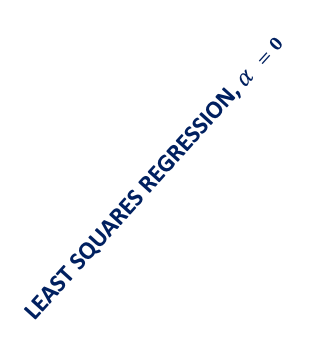 LEAST SQUARES REGRESSION, α = 0